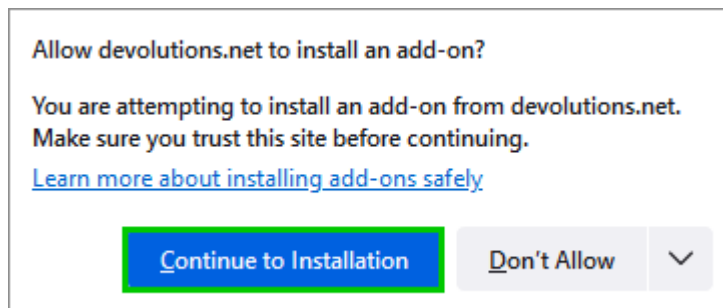 Allow devolutions.net to install an add-on?
You are attempting to install an add-on from devolutions.net.
Make sure you trust this site before continuing.
Learn more about installing add-ons safely
Continue to Installation
Don't Allow